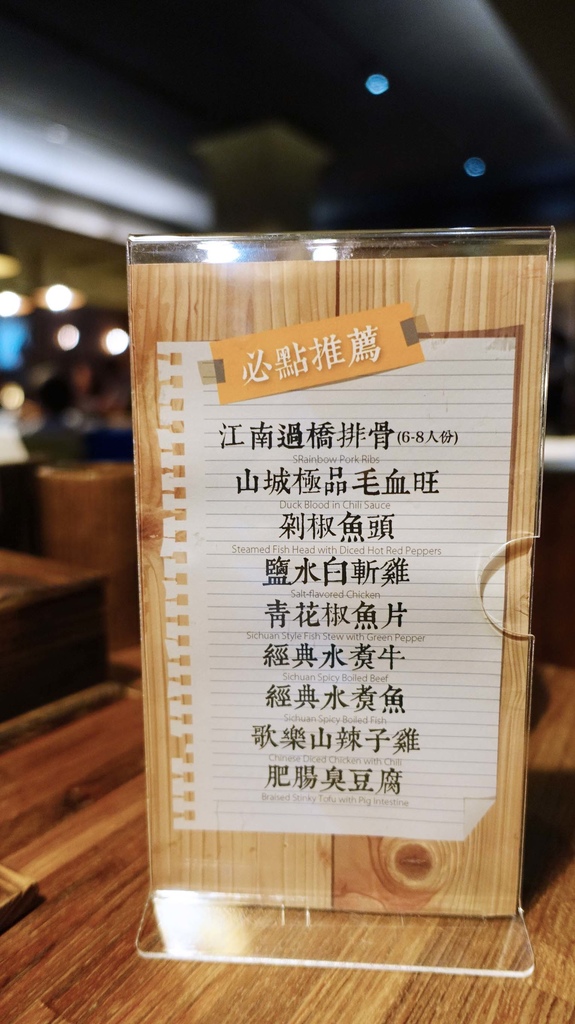 必點推薦
江南過橋排骨(6-8人份)
SRainbow Pork Ribs
山城極品毛血旺
Duck Blood in Chili Sauce
剁椒魚頭
Steamed Fish Head with Diced Hot Red Peppers
鹽水白斬雞
Salt-flavored Chicken
青花椒魚片
Sichuan Style Fish Stew with Green Pepper
經典水煮牛
Sichuan Spicy Boiled Beef
經典水煮魚
Sichuan Spicy Boiled Fish
歌樂山辣子雞
Chinese Diced Chicken with Chili
肥腸臭豆腐
Braised Stinky Tofu with Pig Intestine